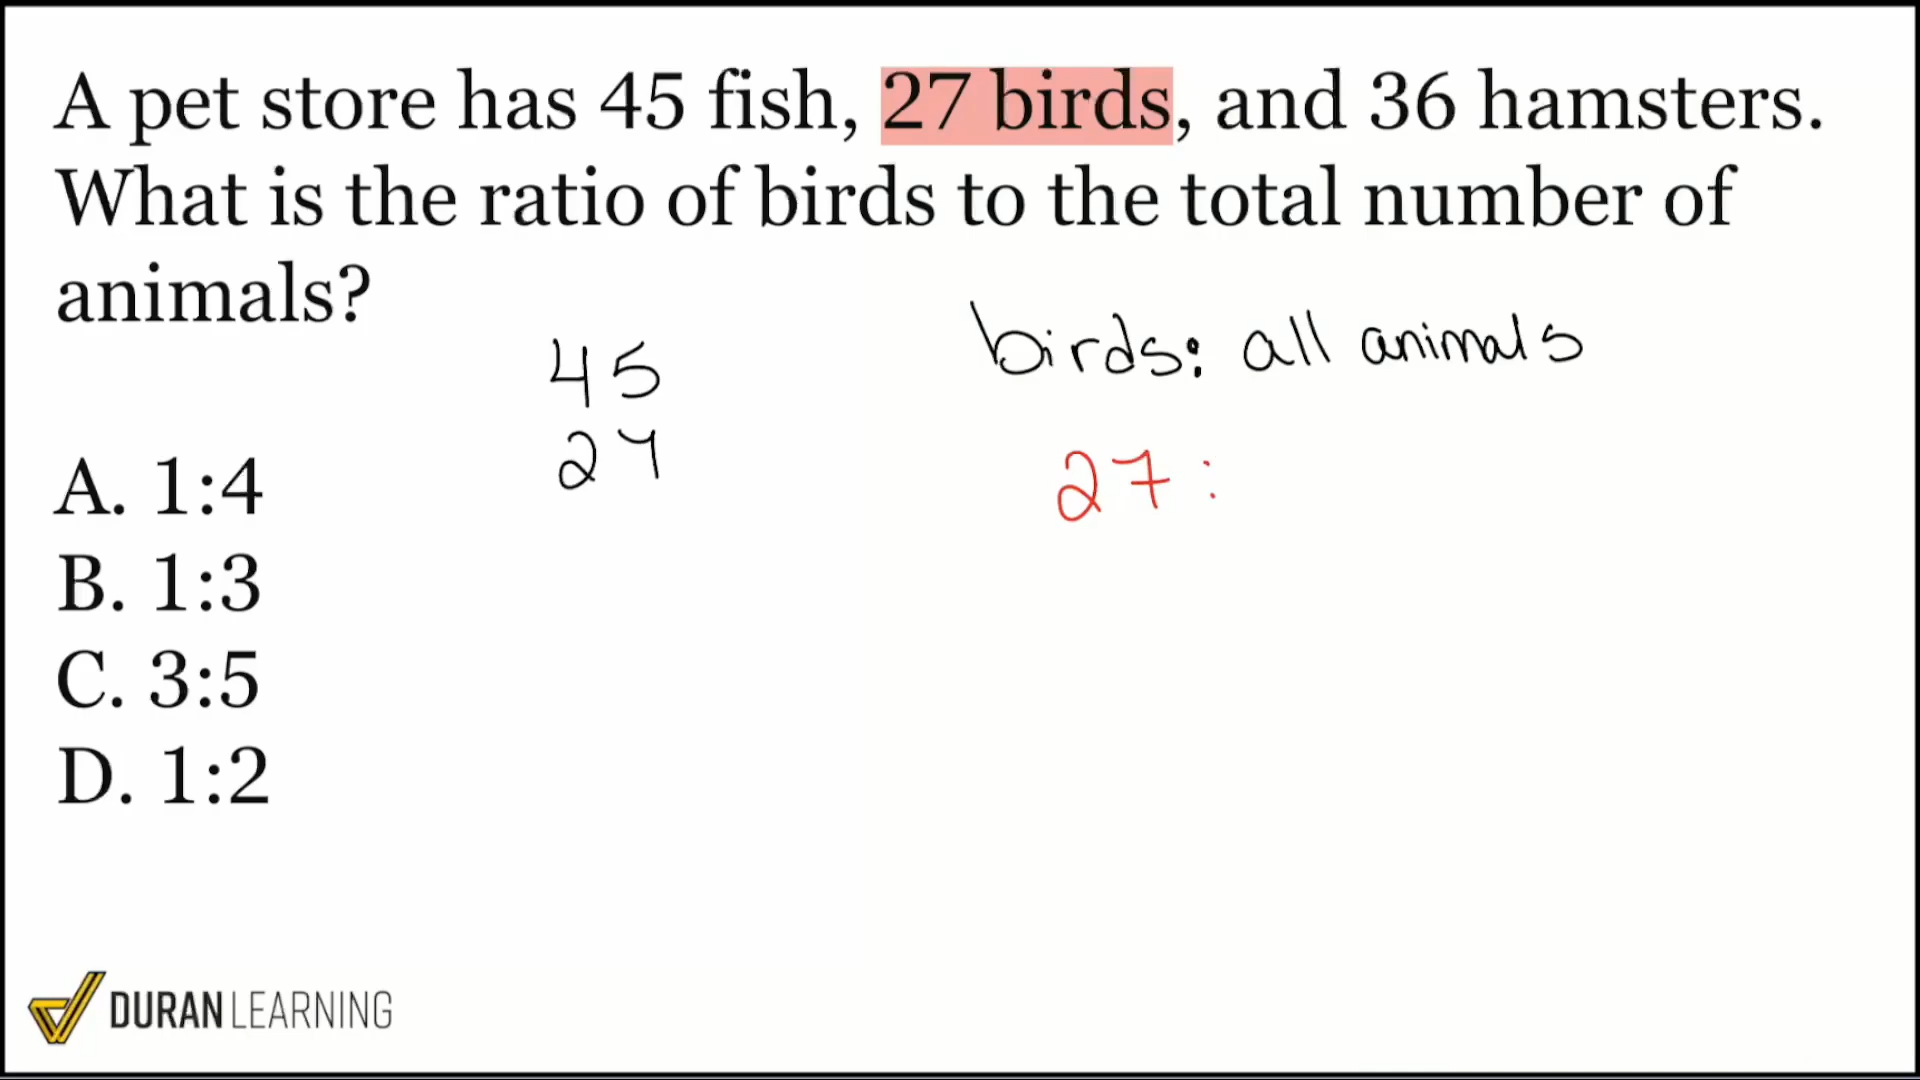 A pet store has 45 fish, 27 birds, and 36 hamsters.
What is the ratio of birds to the total number of
animals?
birds: all animals
45
27
27:
A. 1:4
B. 1:3
C. 3:5
D. 1:2
DURAN LEARNING